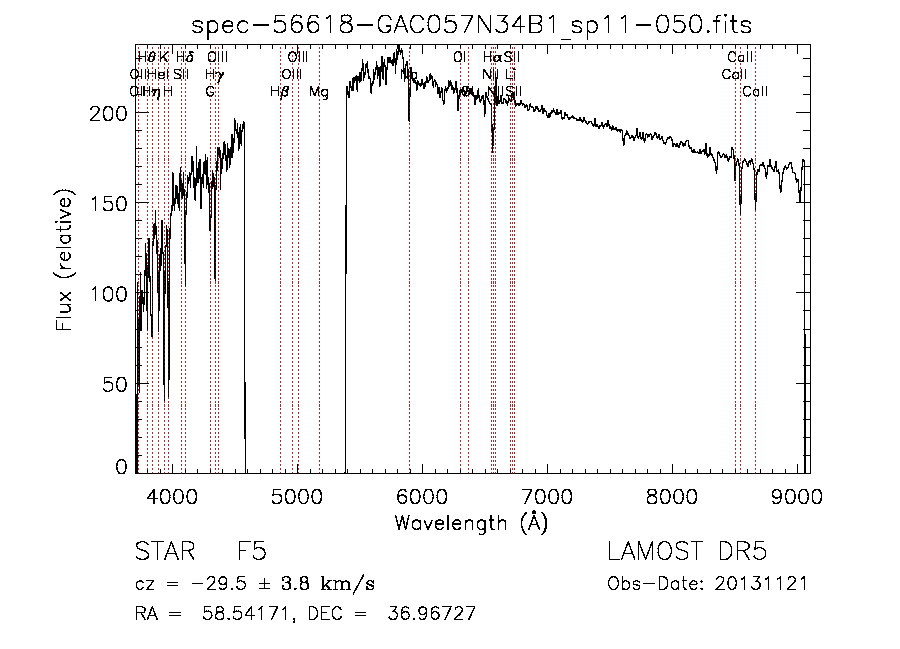 spec-56618-GAC057N34B1_sp11-050.fits
Hθ K Hδ OIII OIII OI Hα SII CaII
OII HeI SII Hγ OIII Na NII Li CaII
OII Hη H G Hβ Mg OI NII SII CaII
200
150
100
50
0
Flux (relative)
4000 5000 6000 7000 8000 9000
Wavelength (Å)
STAR F5 LAMOST DR5
cz = -29.5 ± 3.8 km/s Obs-Date: 20131121
RA = 58.54171, DEC = 36.96727